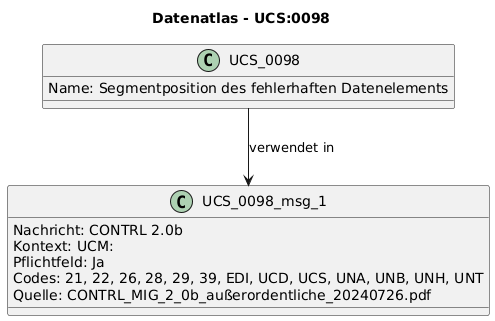 Datenatlas - UCS:0098
C UCS_0098
Name: Segmentposition des fehlerhaften Datenelements
verwendet in
C UCS_0098_msg_1
Nachricht: CONTRL 2.0b
Kontext: UCM:
Pflichtfeld: Ja
Codes: 21, 22, 26, 28, 29, 39, EDI, UCD, UCS, UNA, UNB, UNH, UNT
Quelle: CONTRL_MIG_2_0b_außerordentliche_20240726.pdf